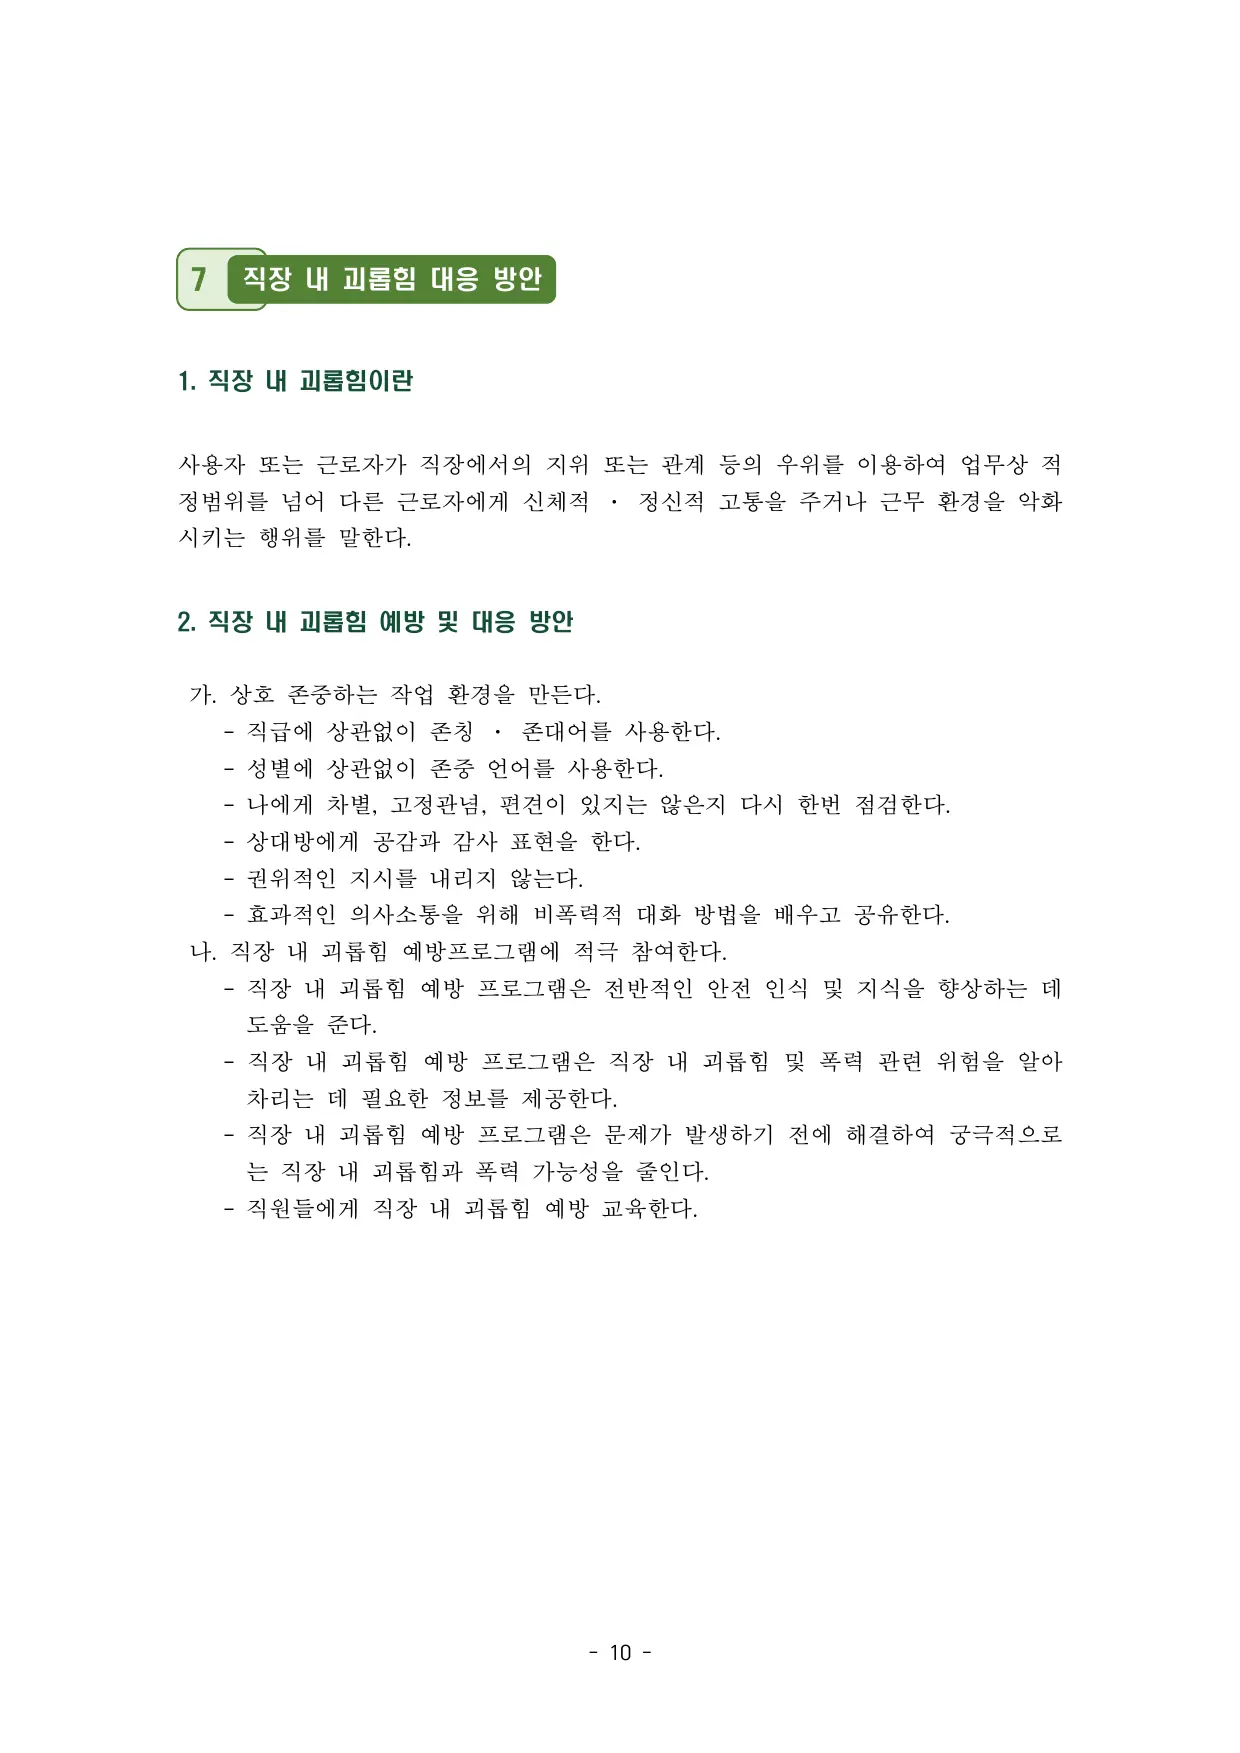 7 직장 내 괴롭힘 대응 방안
1. 직장 내 괴롭힘이란
사용자 또는 근로자가 직장에서의 지위 또는 관계 등의 우위를 이용하여 업무상 적
정범위를 넘어 다른 근로자에게 신체적 · 정신적 고통을 주거나 근무 환경을 악화
시키는 행위를 말한다.
2. 직장 내 괴롭힘 예방 및 대응 방안
가. 상호 존중하는 작업 환경을 만든다.
- 직급에 상관없이 존칭 · 존대어를 사용한다.
- 성별에 상관없이 존중 언어를 사용한다.
- 나에게 차별, 고정관념, 편견이 있지는 않은지 다시 한번 점검한다.
- 상대방에게 공감과 감사 표현을 한다.
- 권위적인 지시를 내리지 않는다.
- 효과적인 의사소통을 위해 비폭력적 대화 방법을 배우고 공유한다.
나. 직장 내 괴롭힘 예방프로그램에 적극 참여한다.
- 직장 내 괴롭힘 예방 프로그램은 전반적인 안전 인식 및 지식을 향상하는 데
도움을 준다.
- 직장 내 괴롭힘 예방 프로그램은 직장 내 괴롭힘 및 폭력 관련 위험을 알아
차리는 데 필요한 정보를 제공한다.
- 직장 내 괴롭힘 예방 프로그램은 문제가 발생하기 전에 해결하여 궁극적으로
는 직장 내 괴롭힘과 폭력 가능성을 줄인다.
- 직원들에게 직장 내 괴롭힘 예방 교육한다.
- 10 -